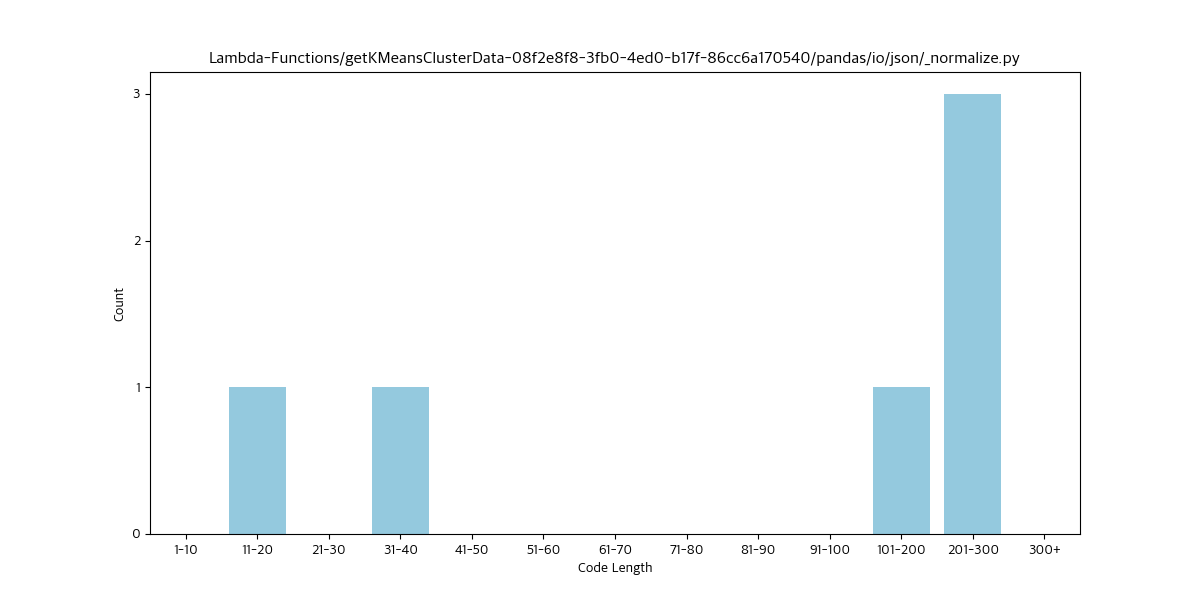 Lambda-Functions/getKMeansClusterData-08f2e8f8-3fb0-4ed0-b17f-86cc6a170540/pandas/io/json/_normalize.py
3
2
1
0
Count
1-10 11-20 21-30 31-40 41-50 51-60 61-70 71-80 81-90 91-100 101-200 201-300 300+
Code Length